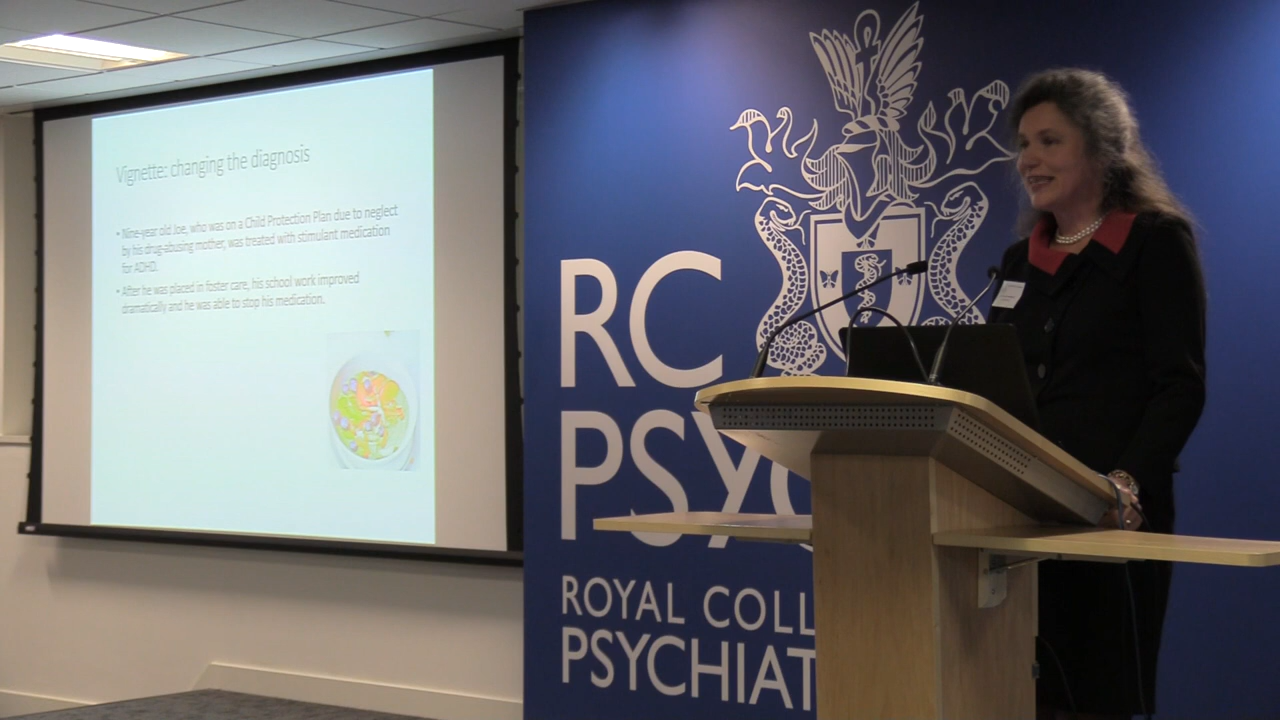 Vignette: changing the diagnosis
• Nine-year old Joe, who was on a Child Protection Plan due to neglect
by his drug-abusing mother, was treated with stimulant medication
for ADHD.
• After he was placed in foster care, his school work improved
dramatically and he was able to stop his medication.
RC
PSYC
ROYAL COLL
PSYCHIAT